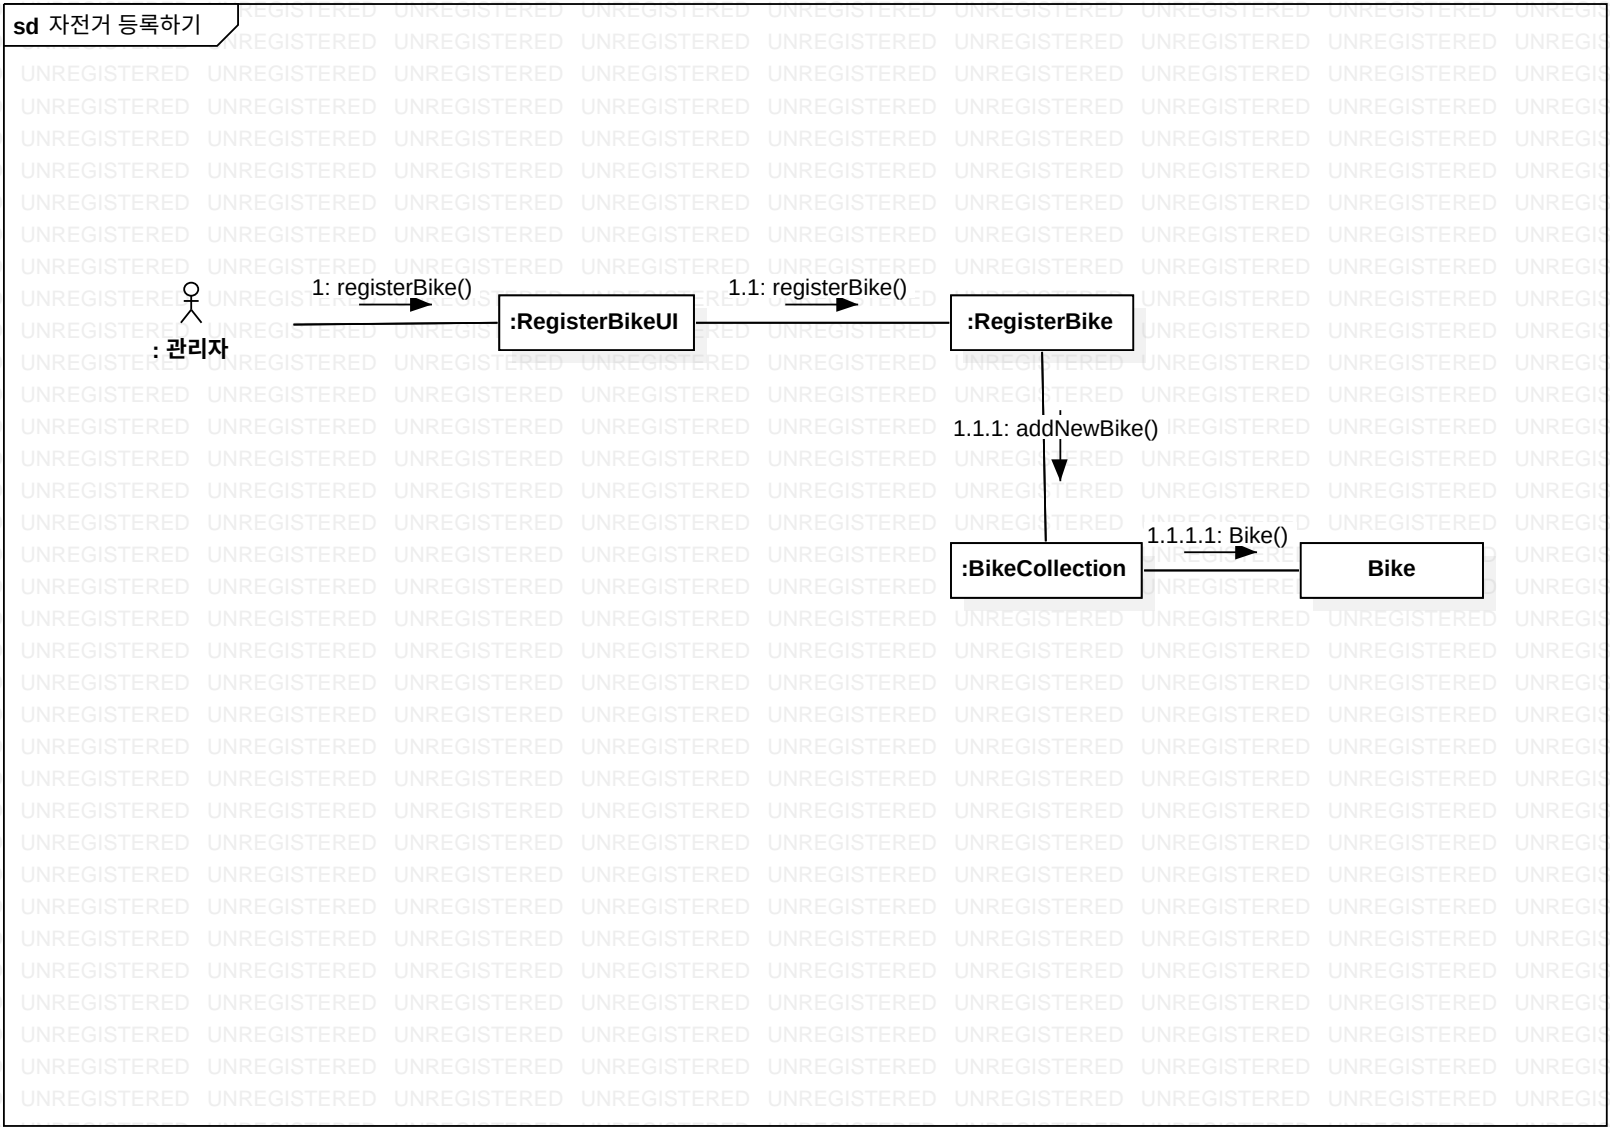 sd 자전거 등록하기
1: registerBike()
1.1: registerBike()
: 관리자
:RegisterBikeUI
:RegisterBike
1.1.1: addNewBike()
1.1.1.1: Bike()
:BikeCollection
Bike
UNREGISTERED